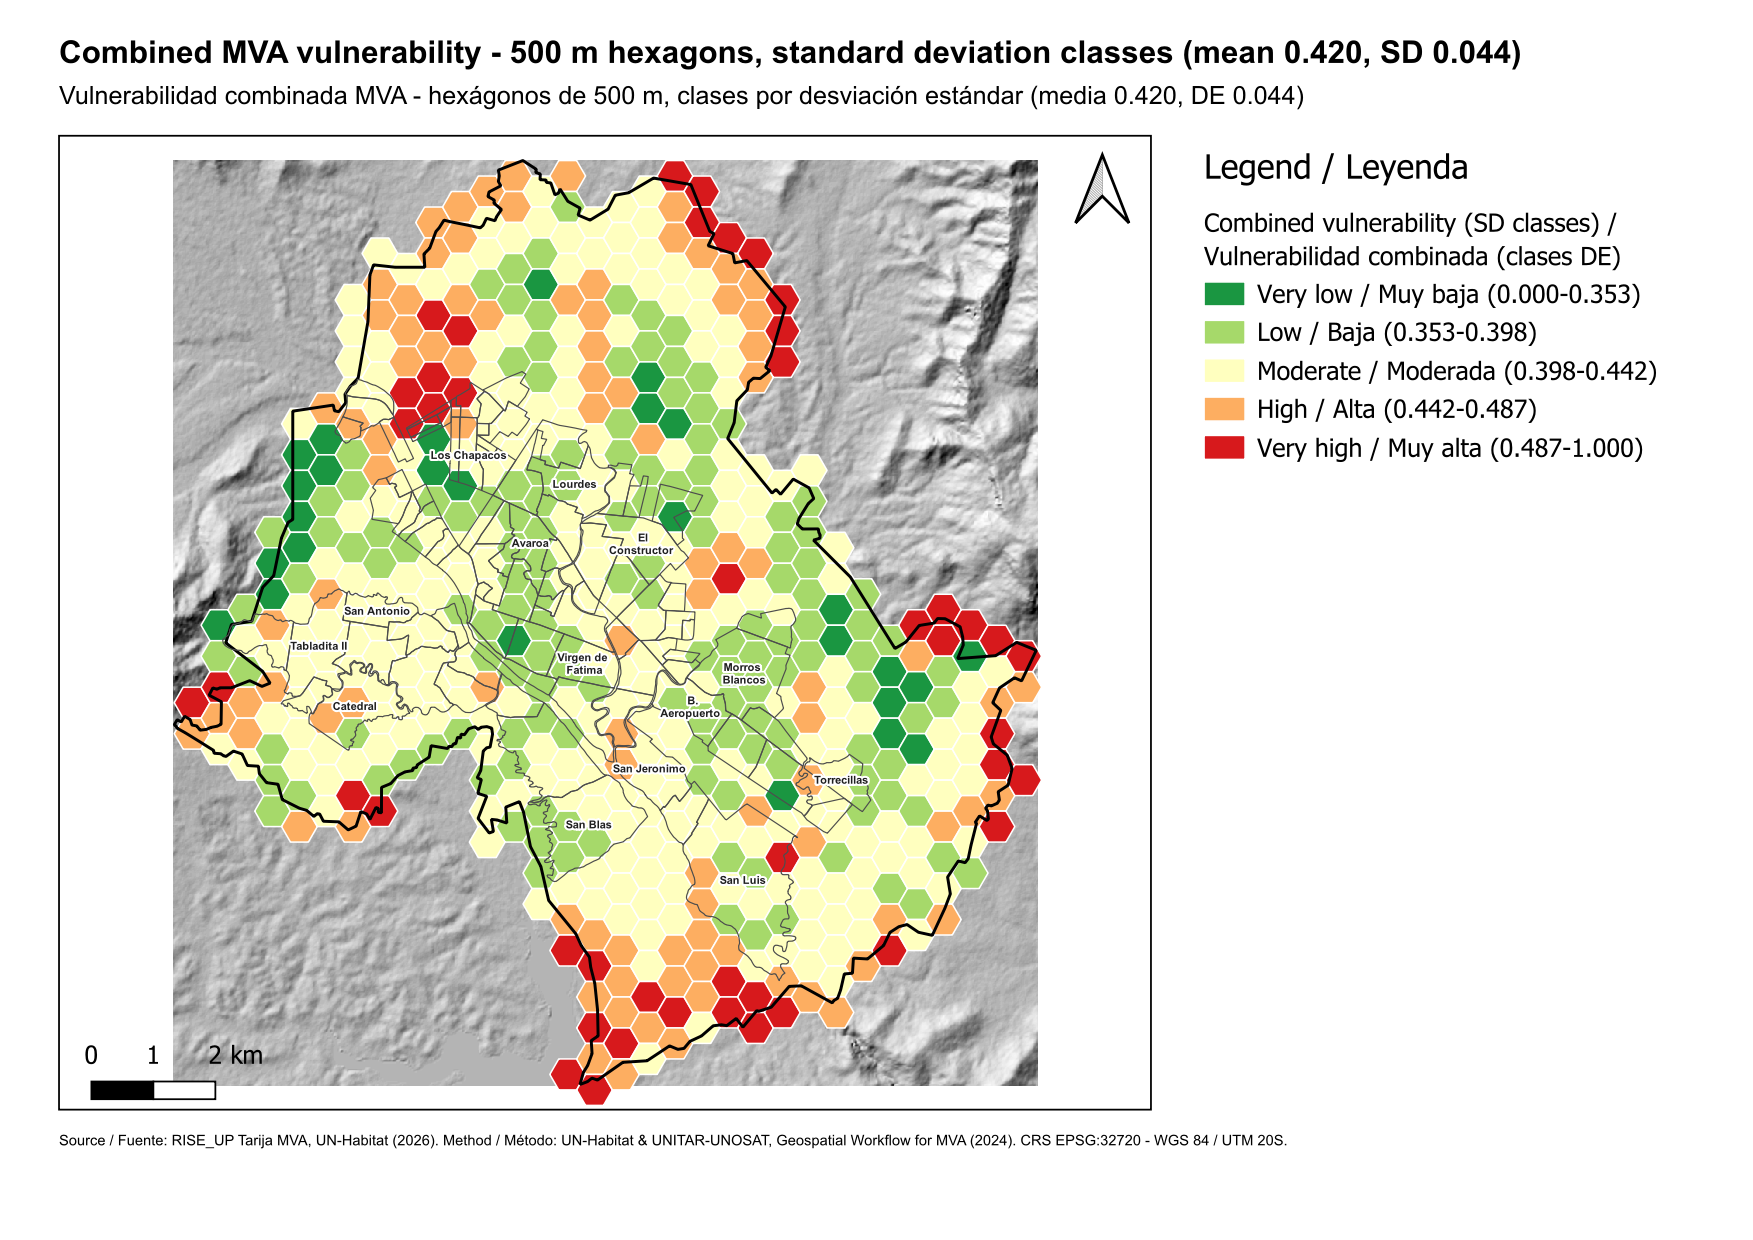 Combined MVA vulnerability - 500 m hexagons, standard deviation classes (mean 0.420, SD 0.044)
Vulnerabilidad combinada MVA - hexágonos de 500 m, clases por desviación estándar (media 0.420, DE 0.044)
Legend / Leyenda
Combined vulnerability (SD classes) /
Vulnerabilidad combinada (clases DE)
Very low / Muy baja (0.000-0.353)
Low / Baja (0.353-0.398)
Moderate / Moderada (0.398-0.442)
High / Alta (0.442-0.487)
Very high / Muy alta (0.487-1.000)
Los Chapacos
Lourdes
Avaroa
El
Constructor
San Antonio
Tabladita II
Virgen de
Fatima
Morros
Blancos
Catedral
B.
Aeropuerto
San Jeronimo
Torrecillas
San Blas
San Luis
0 1 2 km
Source / Fuente: RISE_UP Tarija MVA, UN-Habitat (2026). Method / Método: UN-Habitat & UNITAR-UNOSAT, Geospatial Workflow for MVA (2024). CRS EPSG:32720 - WGS 84 / UTM 20S.